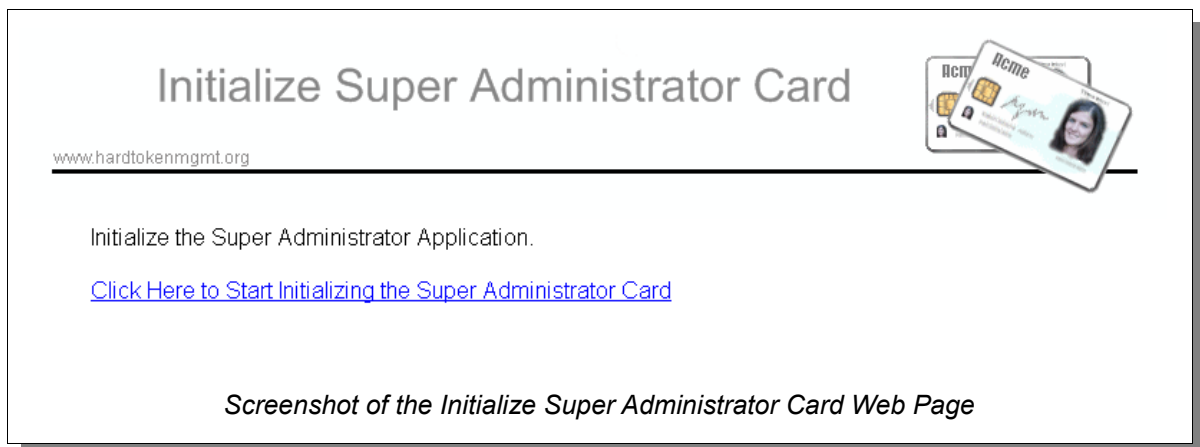 Initialize Super Administrator Card
Acme
Acm
www.hardtokenmgmt.org
Initialize the Super Administrator Application.
Click Here to Start Initializing the Super Administrator Card
Screenshot of the Initialize Super Administrator Card Web Page